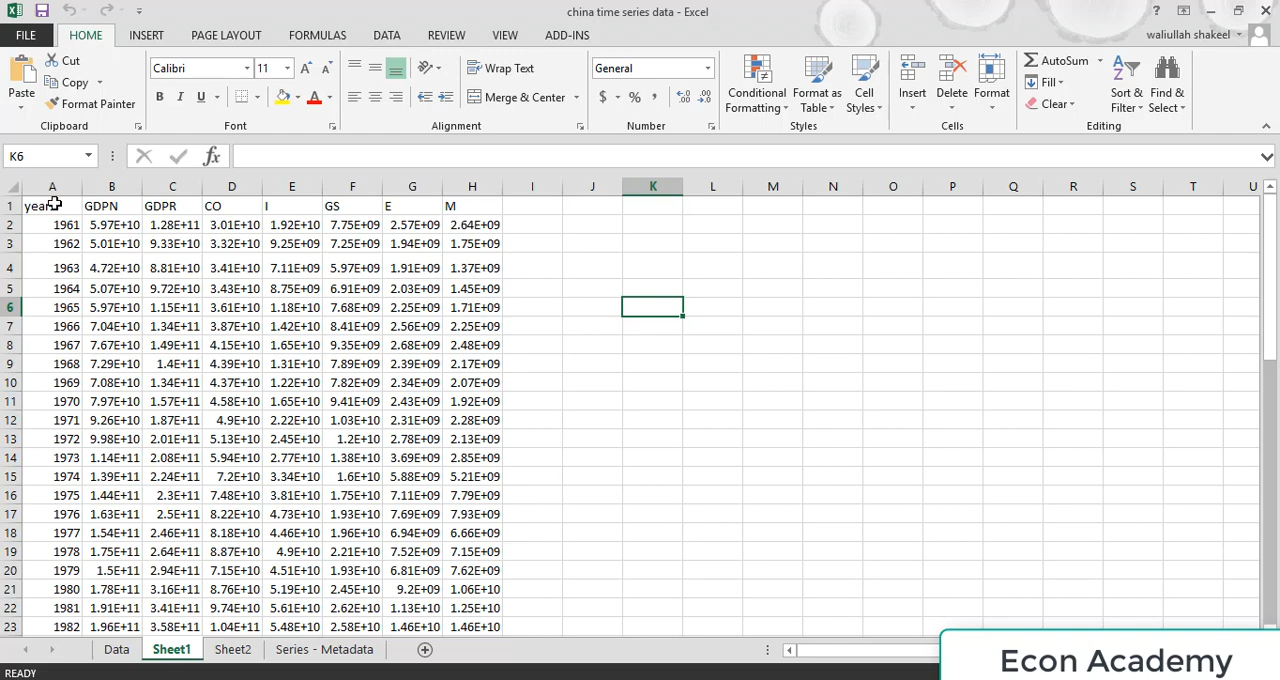 china time series data - Excel
?
FILE HOME INSERT PAGE LAYOUT FORMULAS DATA REVIEW VIEW ADD-INS waliullah shakeel
Cut
Copy
Format Painter
Paste
Clipboard
Calibri 11 A A
B I U A
Font
Wrap Text
Merge & Center
Alignment
General
$ % , .0 .00
Number
Conditional Formatting
Format as Table
Cell Styles
Styles
Insert Delete Format
Cells
AutoSum
Fill
Clear
Sort & Filter
Find & Select
Editing
K6 fx
A B C D E F G H I J K L M N O P Q R S T U
1 year GDPN GDPR CO I GS E M
2 1961 5.97E+10 1.28E+11 3.01E+10 1.92E+10 7.75E+09 2.57E+09 2.64E+09
3 1962 5.01E+10 9.33E+10 3.32E+10 9.25E+09 7.25E+09 1.94E+09 1.75E+09
4 1963 4.72E+10 8.81E+10 3.41E+10 7.11E+09 5.97E+09 1.91E+09 1.37E+09
5 1964 5.07E+10 9.72E+10 3.43E+10 8.75E+09 6.91E+09 2.03E+09 1.45E+09
6 1965 5.97E+10 1.15E+11 3.61E+10 1.18E+10 7.68E+09 2.25E+09 1.71E+09
7 1966 7.04E+10 1.34E+11 3.87E+10 1.42E+10 8.41E+09 2.56E+09 2.25E+09
8 1967 7.67E+10 1.49E+11 4.15E+10 1.65E+10 9.35E+09 2.68E+09 2.48E+09
9 1968 7.29E+10 1.4E+11 4.39E+10 1.31E+10 7.89E+09 2.39E+09 2.17E+09
10 1969 7.08E+10 1.34E+11 4.37E+10 1.22E+10 7.82E+09 2.34E+09 2.07E+09
11 1970 7.97E+10 1.57E+11 4.58E+10 1.65E+10 9.41E+09 2.43E+09 1.92E+09
12 1971 9.26E+10 1.87E+11 4.9E+10 2.22E+10 1.03E+10 2.31E+09 2.28E+09
13 1972 9.98E+10 2.01E+11 5.13E+10 2.45E+10 1.2E+10 2.78E+09 2.13E+09
14 1973 1.14E+11 2.08E+11 5.94E+10 2.77E+10 1.38E+10 3.69E+09 2.85E+09
15 1974 1.39E+11 2.24E+11 7.2E+10 3.34E+10 1.6E+10 5.88E+09 5.21E+09
16 1975 1.44E+11 2.3E+11 7.48E+10 3.81E+10 1.75E+10 7.11E+09 7.79E+09
17 1976 1.63E+11 2.5E+11 8.22E+10 4.73E+10 1.93E+10 7.69E+09 7.93E+09
18 1977 1.54E+11 2.46E+11 8.18E+10 4.46E+10 1.96E+10 6.94E+09 6.66E+09
19 1978 1.75E+11 2.64E+11 8.87E+10 4.9E+10 2.21E+10 7.52E+09 7.15E+09
20 1979 1.5E+11 2.94E+11 7.15E+10 4.51E+10 1.93E+10 6.81E+09 7.62E+09
21 1980 1.78E+11 3.16E+11 8.76E+10 5.19E+10 2.45E+10 9.2E+09 1.06E+10
22 1981 1.91E+11 3.41E+11 9.74E+10 5.61E+10 2.62E+10 1.13E+10 1.25E+10
23 1982 1.96E+11 3.58E+11 1.04E+11 5.48E+10 2.58E+10 1.46E+10 1.46E+10
Data Sheet1 Sheet2 Series - Metadata
READY
Econ Academy